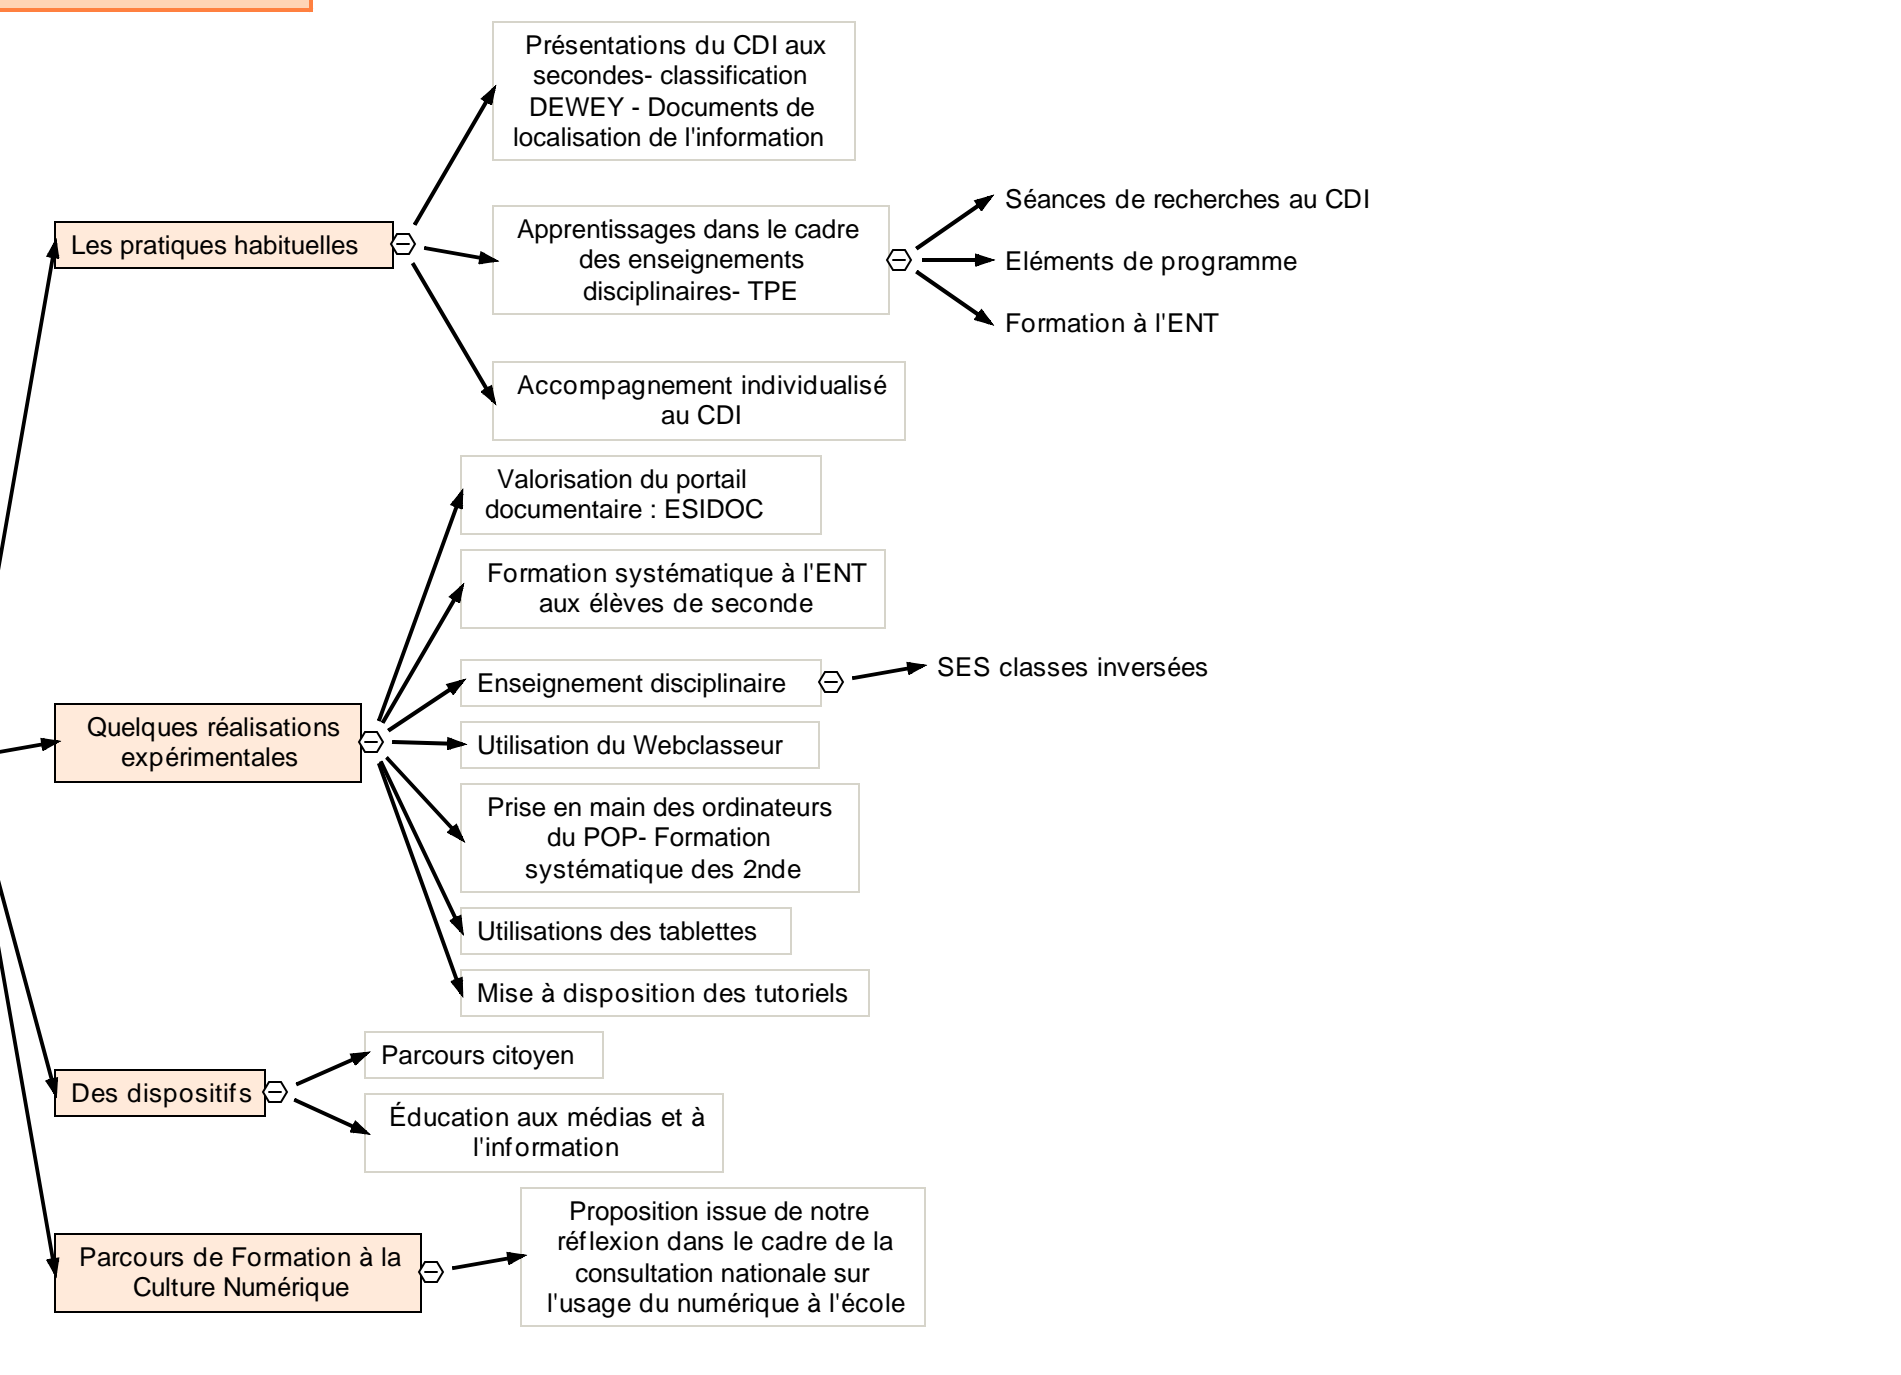 Les pratiques habituelles
Présentations du CDI aux
secondes- classification
DEWEY - Documents de
localisation de l'information
Apprentissages dans le cadre
des enseignements
disciplinaires- TPE
Séances de recherches au CDI
Eléments de programme
Formation à l'ENT
Accompagnement individualisé
au CDI
Quelques réalisations
expérimentales
Valorisation du portail
documentaire : ESIDOC
Formation systématique à l'ENT
aux élèves de seconde
Enseignement disciplinaire
SES classes inversées
Utilisation du Webclasseur
Prise en main des ordinateurs
du POP- Formation
systématique des 2nde
Utilisations des tablettes
Mise à disposition des tutoriels
Des dispositifs
Parcours citoyen
Éducation aux médias et à
l'information
Parcours de Formation à la
Culture Numérique
Proposition issue de notre
réflexion dans le cadre de la
consultation nationale sur
l'usage du numérique à l'école